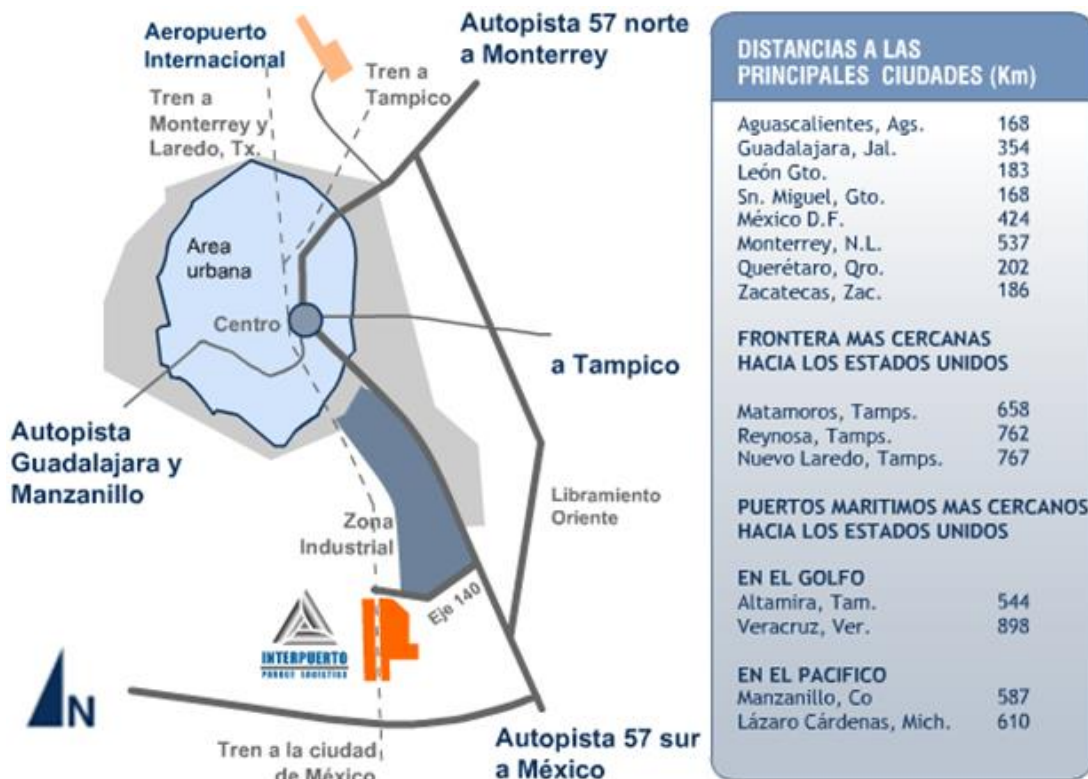 Aeropuerto
Internacional
Autopista 57 norte
a Monterrey
Tren a
Tampico
Tren a
Monterrey y
Laredo, Tx.
Area
urbana
Centro
a Tampico
Autopista
Guadalajara y
Manzanillo
Libramiento
Oriente
Zona
Industrial
Eje 140
INTERPUERTO
PARQUE LOGISTICO
N
Tren a la ciudad
de México
Autopista 57 sur
a México
DISTANCIAS A LAS
PRINCIPALES CIUDADES (Km)
Aguascalientes, Ags. 168
Guadalajara, Jal. 354
León Gto. 183
Sn. Miguel, Gto. 168
México D.F. 424
Monterrey, N.L. 537
Querétaro, Qro. 202
Zacatecas, Zac. 186
FRONTERA MAS CERCANAS
HACIA LOS ESTADOS UNIDOS
Matamoros, Tamps. 658
Reynosa, Tamps. 762
Nuevo Laredo, Tamps. 767
PUERTOS MARITIMOS MAS CERCANOS
HACIA LOS ESTADOS UNIDOS
EN EL GOLFO
Altamira, Tam. 544
Veracruz, Ver. 898
EN EL PACIFICO
Manzanillo, Co 587
Lázaro Cárdenas, Mich. 610